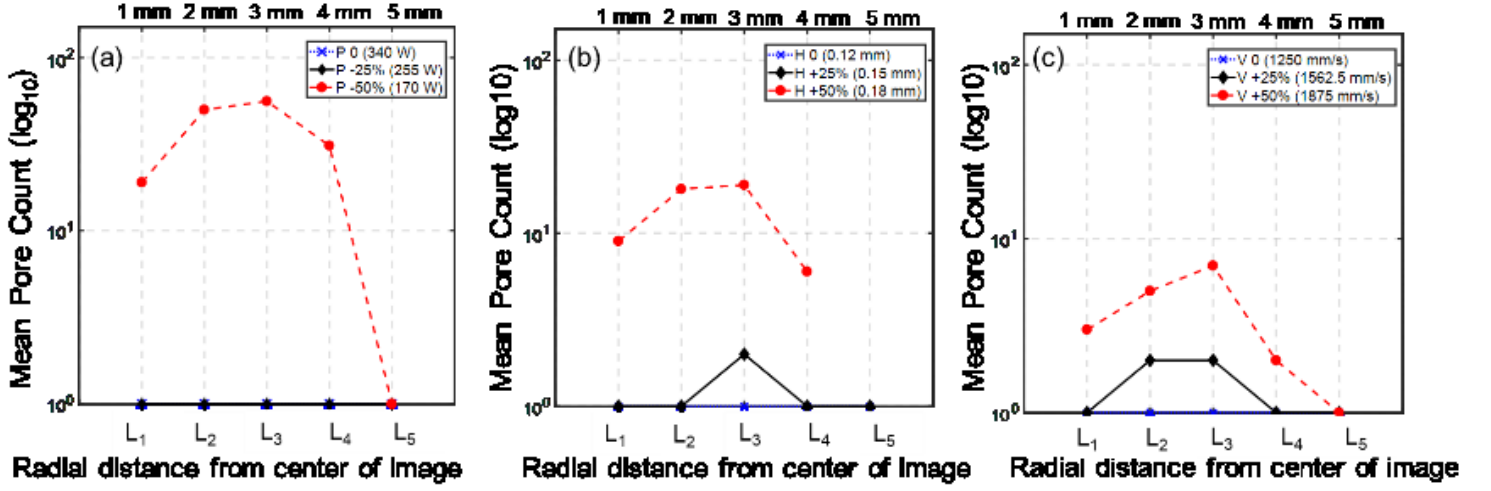 1 mm 2 mm 3 mm 4 mm 5 mm
(a)
P 0 (340 W)
P -25% (255 W)
P -50% (170 W)
10²
10¹
10⁰
Mean Pore Count (log₁₀)
L₁ L₂ L₃ L₄ L₅
Radial distance from center of Image
1 mm 2 mm 3 mm 4 mm 5 mm
(b)
H 0 (0.12 mm)
H +25% (0.15 mm)
H +50% (0.18 mm)
10²
10¹
10⁰
Mean Pore Count (log10)
L₁ L₂ L₃ L₄ L₅
Radial distance from center of Image
1 mm 2 mm 3 mm 4 mm 5 mm
(c)
V 0 (1250 mm/s)
V +25% (1562.5 mm/s)
V +50% (1875 mm/s)
10²
10¹
10⁰
Mean Pore Count (log10)
L₁ L₂ L₃ L₄ L₅
Radial distance from center of image